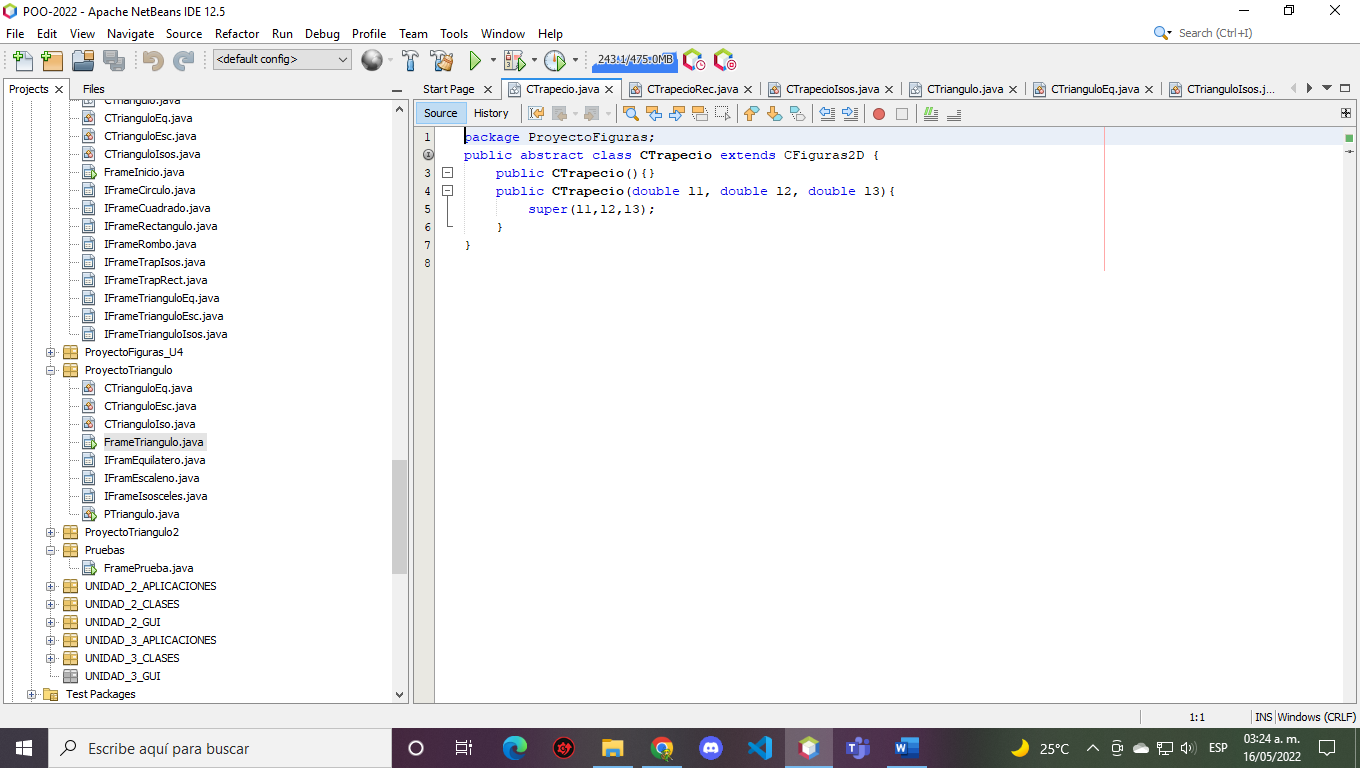 POO-2022 - Apache NetBeans IDE 12.5
File Edit View Navigate Source Refactor Run Debug Profile Team Tools Window Help
Search (Ctrl+I)
<default config>
243.1/475.0MB
Projects
Files
Start Page
CTrapecio.java
CTrapecioRec.java
CTrapecioIsos.java
CTriangulo.java
CTrianguloEq.java
CTrianguloIsos.j...
Source
History
CTriangulo.java
CTrianguloEq.java
CTrianguloEsc.java
CTrianguloIsos.java
FrameInicio.java
IFrameCirculo.java
IFrameCuadrado.java
IFrameRectangulo.java
IFrameRombo.java
IFrameTrapIsos.java
IFrameTrapRect.java
IFrameTrianguloEq.java
IFrameTrianguloEsc.java
IFrameTrianguloIsos.java
ProyectoFiguras_U4
ProyectoTriangulo
CTrianguloEq.java
CTrianguloEsc.java
CTrianguloIso.java
FrameTriangulo.java
IFramEquilatero.java
IFramEscaleno.java
IFrameIsosceles.java
PTriangulo.java
ProyectoTriangulo2
Pruebas
FramePrueba.java
UNIDAD_2_APLICACIONES
UNIDAD_2_CLASES
UNIDAD_2_GUI
UNIDAD_3_APLICACIONES
UNIDAD_3_CLASES
UNIDAD_3_GUI
Test Packages
1 package ProyectoFiguras;
public abstract class CTrapecio extends CFiguras2D {
3 public CTrapecio(){}
4 public CTrapecio(double l1, double l2, double l3){
5 super(l1,l2,l3);
6 }
7 }
8
1:1
INS
Windows (CRLF)
Escribe aquí para buscar
25°C
ESP
03:24 a. m.
16/05/2022